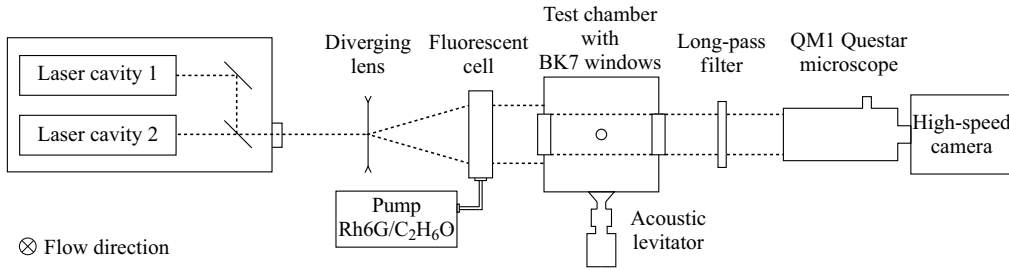 Laser cavity 1
Laser cavity 2
Diverging
lens
Fluorescent
cell
Test chamber
with
BK7 windows
Long-pass
filter
QM1 Questar
microscope
High-speed
camera
Pump
Rh6G/C₂H₆O
Acoustic
levitator
Flow direction